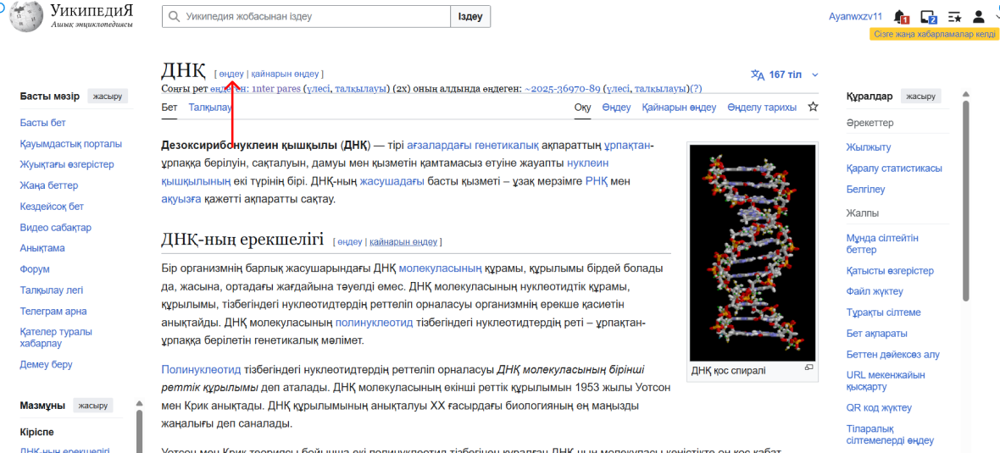 УикипедиЯ
Ашық энциклопедиясы
Уикипедия жобасынан іздеу
Іздеу
Ayanwxzv11
1
2
Сізге жаңа хабарламалар келді
ДНҚ [ өңдеу | қайнарын өңдеу ]
167 тіл
Соңғы рет өңдеген: 1nter pares (үлесі, талқылауы) (2x) оның алдында өңдеген: ~2025-36970-89 (үлесі, талқылауы)(?)
Бет Талқылау
Оқу Өңдеу Қайнарын өңдеу Өңделу тарихы
Басты мәзір жасыру
Басты бет
Қауымдастық порталы
Жуықтағы өзгерістер
Жаңа беттер
Кездейсоқ бет
Видео сабақтар
Анықтама
Форум
Талқылау легі
Телеграм арна
Қателер туралы
хабарлау
Демеу беру
Мазмұны жасыру
Кіріспе
ДНҚ-ның ерекшелігі
Дезоксирибонуклеин қышқылы (ДНҚ) — тірі ағзалардағы генетикалық ақпараттың ұрпақтан-
ұрпаққа берілуін, сақталуын, дамуы мен қызметін қамтамасыз етуіне жауапты нуклеин
қышқылының екі түрінің бірі. ДНҚ-ның жасушадағы басты қызметі – ұзақ мерзімге РНҚ мен
ақуызға қажетті ақпаратты сақтау.
ДНҚ-ның ерекшелігі [ өңдеу | қайнарын өңдеу ]
Бір организмнің барлық жасушарындағы ДНҚ молекуласының құрамы, құрылымы бірдей болады
да, жасына, ортадағы жағдайына тәуелді емес. ДНҚ молекуласының нуклеотидтік құрамы,
құрылымы, тізбегіндегі нуклеотидтердің реттеліп орналасуы организмнің ерекше қасиетін
анықтайды. ДНҚ молекуласының полинуклеотид тізбегіндегі нуклеотидтердің реті – ұрпақтан-
ұрпаққа берілетін генетикалық мәлімет.
Полинуклеотид тізбегіндегі нуклеотидтердің реттеліп орналасуы ДНҚ молекуласының бірінші
реттік құрылымы деп аталады. ДНҚ молекуласының екінші реттік құрылымын 1953 жылы Уотсон
мен Крик анықтады. ДНҚ құрылымының анықталуы XX ғасырдағы биологияның ең маңызды
жаңалығы деп саналады.
Уотсон мен Крик теориясы бойынша екі полинуклеотид тізбегінен құралған ДНҚ-ның молекуласы кеңістікте оң қос қабат
ДНҚ қос спиралі
Құралдар жасыру
Әрекеттер
Жылжыту
Қаралу статистикасы
Белгілеу
Жалпы
Мұнда сілтейтін
беттер
Қатысты өзгерістер
Файл жүктеу
Тұрақты сілтеме
Бет ақпараты
Беттен дәйексөз алу
URL мекенжайын
қысқарту
QR код жүктеу
Тіларалық
сілтемелерді өңдеу